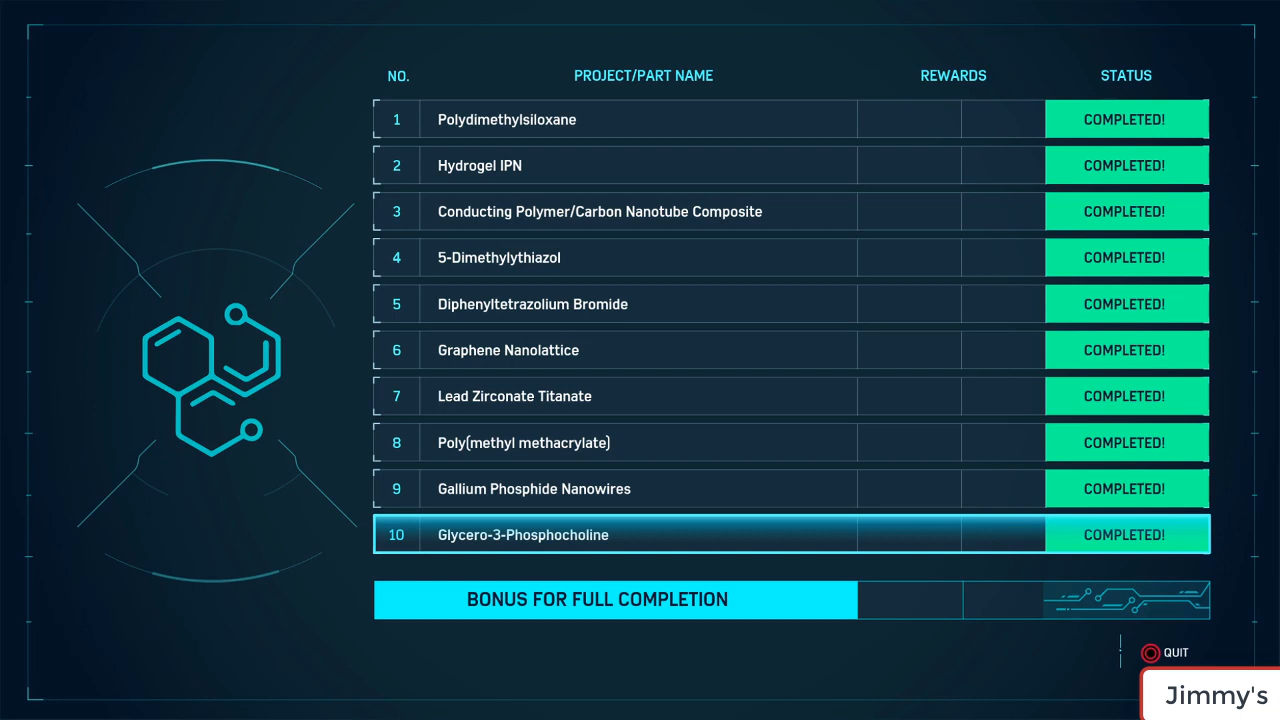 NO. PROJECT/PART NAME REWARDS STATUS
1 Polydimethylsiloxane COMPLETED!
2 Hydrogel IPN COMPLETED!
3 Conducting Polymer/Carbon Nanotube Composite COMPLETED!
4 5-Dimethylythiazol COMPLETED!
5 Diphenyltetrazolium Bromide COMPLETED!
6 Graphene Nanolattice COMPLETED!
7 Lead Zirconate Titanate COMPLETED!
8 Poly(methyl methacrylate) COMPLETED!
9 Gallium Phosphide Nanowires COMPLETED!
10 Glycero-3-Phosphocholine COMPLETED!
BONUS FOR FULL COMPLETION
QUIT
Jimmy's